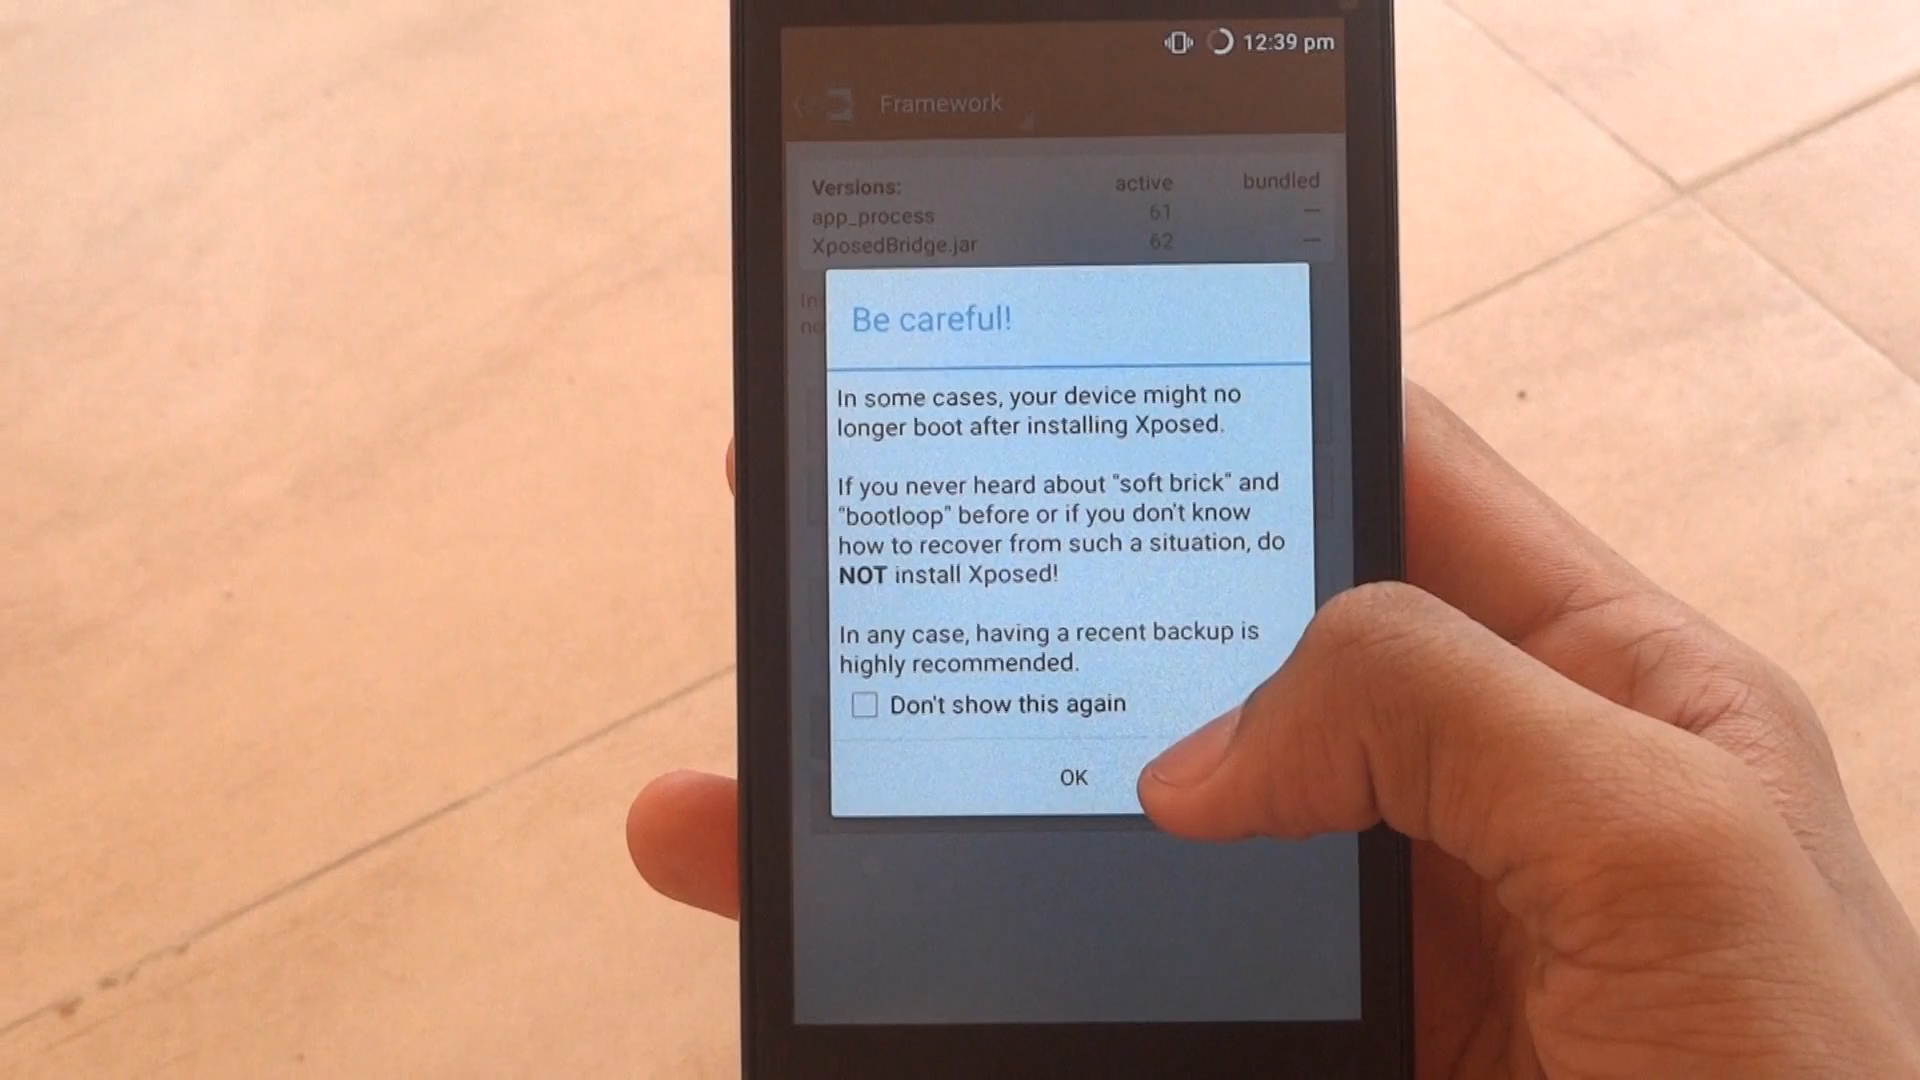 12:39 pm
Framework
Versions: active bundled
app_process 61 —
XposedBridge.jar 62 —
In
Be careful!
In some cases, your device might no
longer boot after installing Xposed.
If you never heard about "soft brick" and
"bootloop" before or if you don't know
how to recover from such a situation, do
NOT install Xposed!
In any case, having a recent backup is
highly recommended.
Don't show this again
OK